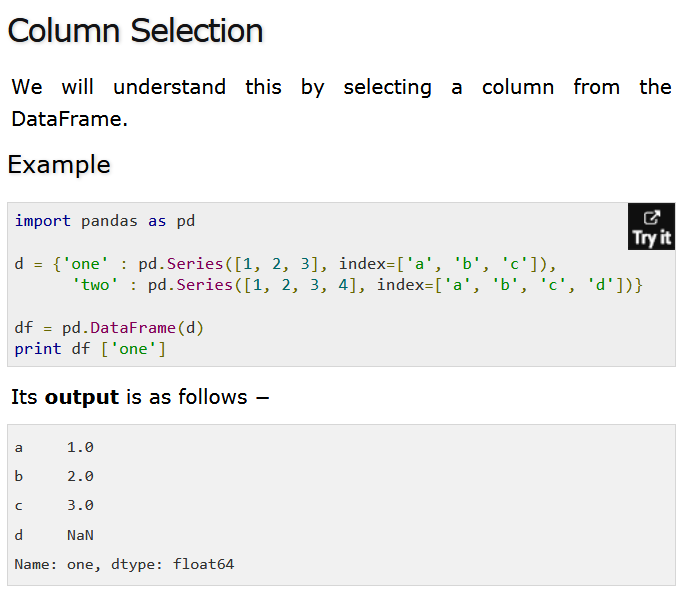 Column Selection
We will understand this by selecting a column from the
DataFrame.
Example
Try it
import pandas as pd
d = {'one' : pd.Series([1, 2, 3], index=['a', 'b', 'c']),
      'two' : pd.Series([1, 2, 3, 4], index=['a', 'b', 'c', 'd'])}
df = pd.DataFrame(d)
print df ['one']
Its output is as follows −
a     1.0
b     2.0
c     3.0
d     NaN
Name: one, dtype: float64